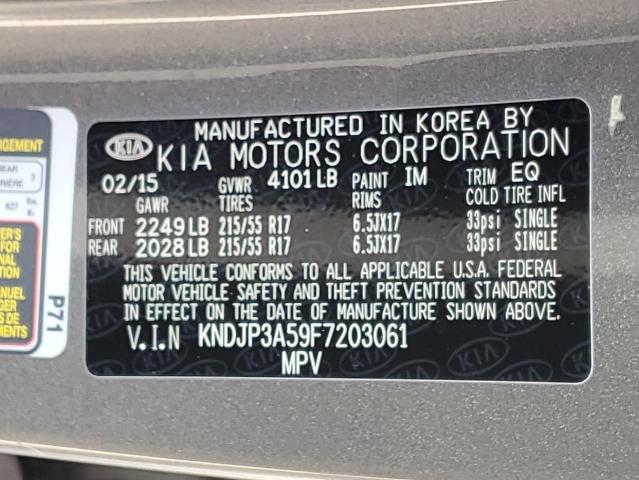 MANUFACTURED IN KOREA BY
KIA KIA MOTORS CORPORATION
02/15 GVWR 4101 LB PAINT IM TRIM EQ
GAWR TIRES RIMS COLD TIRE INFL
FRONT 2249 LB 215/55 R17 6.5JX17 33psi SINGLE
REAR 2028 LB 215/55 R17 6.5JX17 33psi SINGLE
THIS VEHICLE CONFORMS TO ALL APPLICABLE U.S.A. FEDERAL
MOTOR VEHICLE SAFETY AND THEFT PREVENTION STANDARDS
IN EFFECT ON THE DATE OF MANUFACTURE SHOWN ABOVE.
V.I.N KNDJP3A59F7203061
MPV
P71